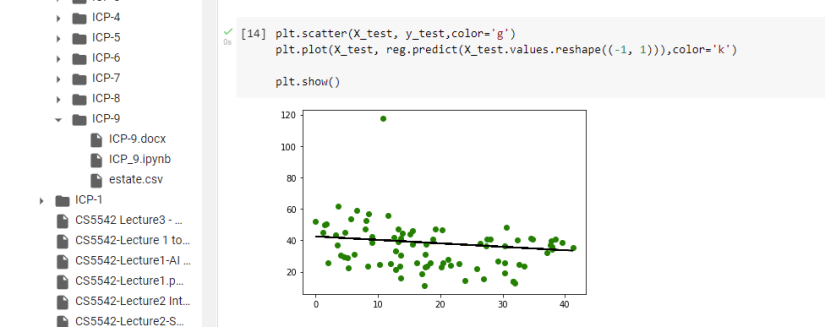 ICP-4
ICP-5
ICP-6
ICP-7
ICP-8
ICP-9
ICP-9.docx
ICP_9.ipynb
estate.csv
ICP-1
CS5542 Lecture3 - ...
CS5542-Lecture 1 to...
CS5542-Lecture1-AI ...
CS5542-Lecture1.p...
CS5542-Lecture2 Int...
CS5542-Lecture2-S...
0s
[14] plt.scatter(X_test, y_test,color='g')
plt.plot(X_test, reg.predict(X_test.values.reshape((-1, 1))),color='k')
plt.show()
120
100
80
60
40
20
0 10 20 30 40